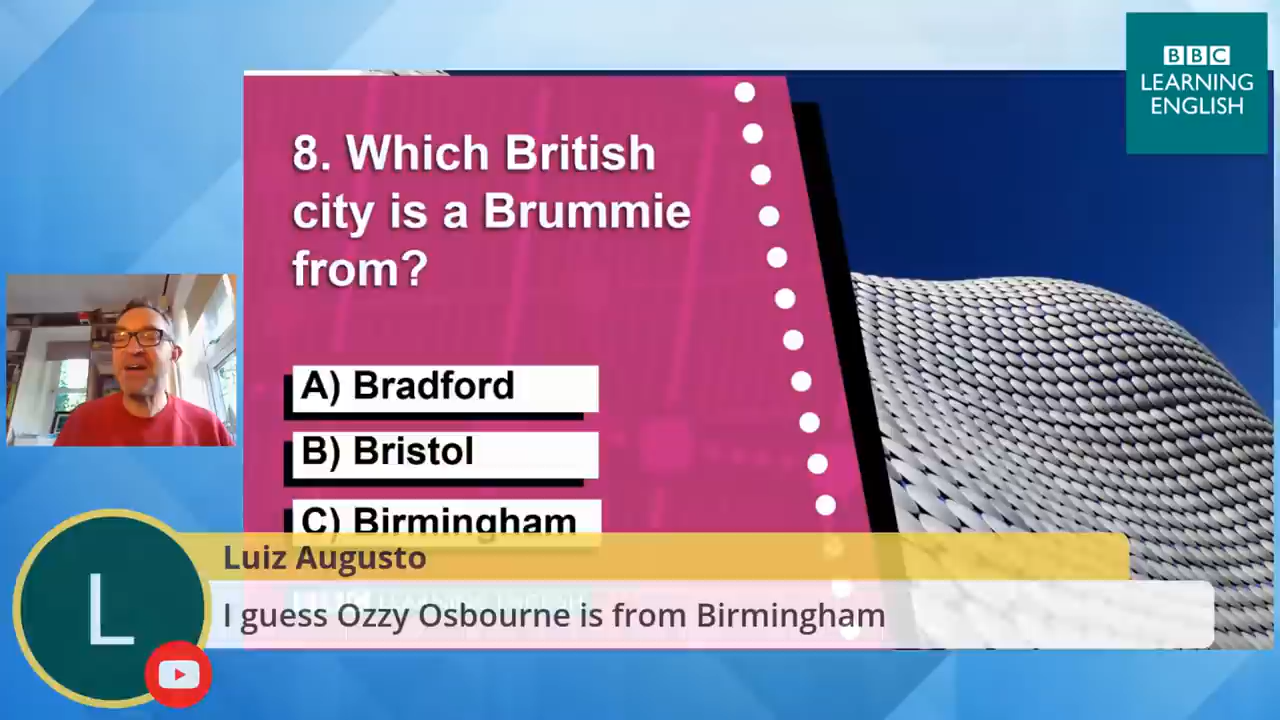 BBC
LEARNING
ENGLISH
8. Which British
city is a Brummie
from?
A) Bradford
B) Bristol
C) Birmingham
Luiz Augusto
L
I guess Ozzy Osbourne is from Birmingham